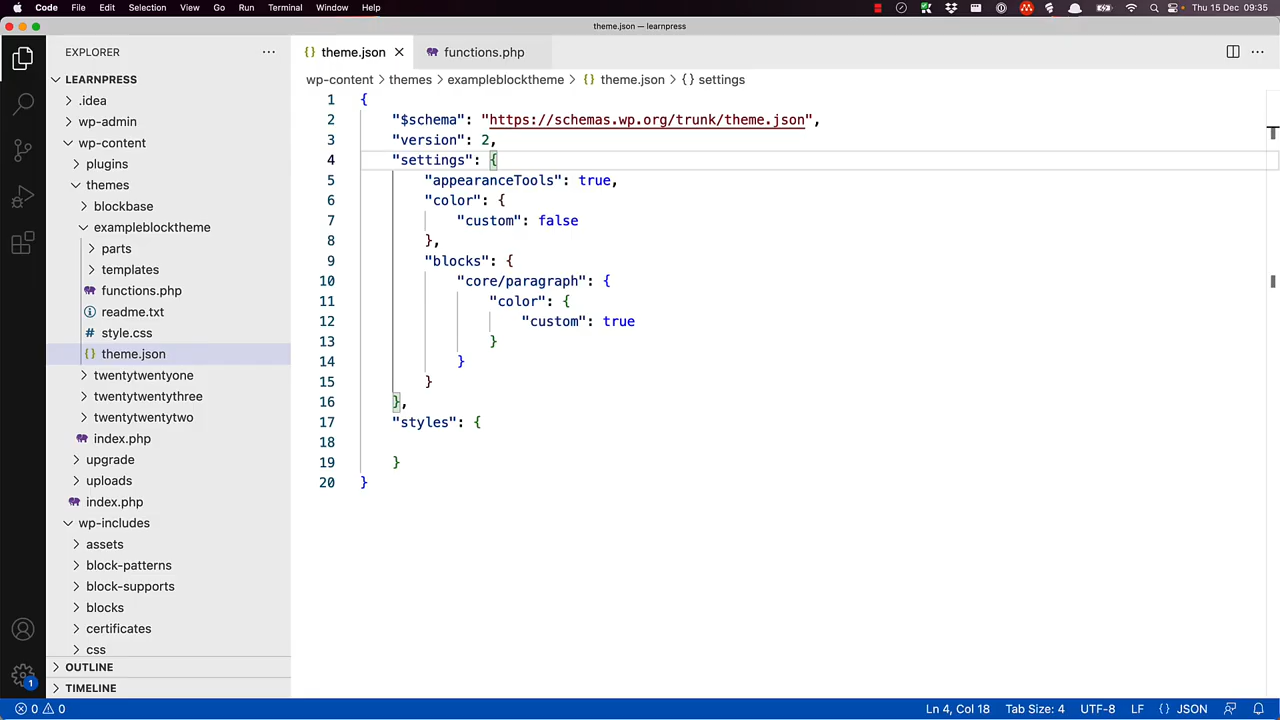 Code File Edit Selection View Go Run Terminal Window Help Thu 15 Dec 09:35
theme.json — learnpress
EXPLORER
LEARNPRESS
.idea
wp-admin
wp-content
plugins
themes
blockbase
exampleblocktheme
parts
templates
functions.php
readme.txt
style.css
theme.json
twentytwentyone
twentytwentythree
twentytwentytwo
index.php
upgrade
uploads
index.php
wp-includes
assets
block-patterns
block-supports
blocks
certificates
css
OUTLINE
TIMELINE
theme.json functions.php
wp-content > themes > exampleblocktheme > {} theme.json > {} settings
1 {
2 "$schema": "https://schemas.wp.org/trunk/theme.json",
3 "version": 2,
4 "settings": {
5 "appearanceTools": true,
6 "color": {
7 "custom": false
8 },
9 "blocks": {
10 "core/paragraph": {
11 "color": {
12 "custom": true
13 }
14 }
15 }
16 },
17 "styles": {
18
19 }
20 }
1
0 0 Ln 4, Col 18 Tab Size: 4 UTF-8 LF {} JSON